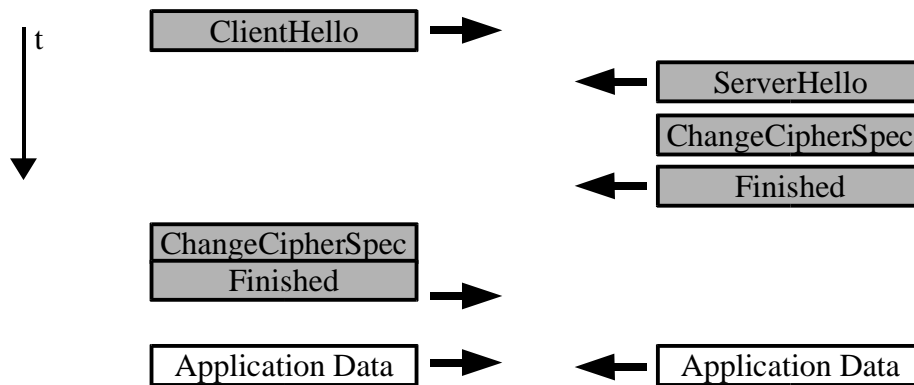 ClientHello
t
ServerHello
ChangeCipherSpec
Finished
ChangeCipherSpec
Finished
Application Data
Application Data